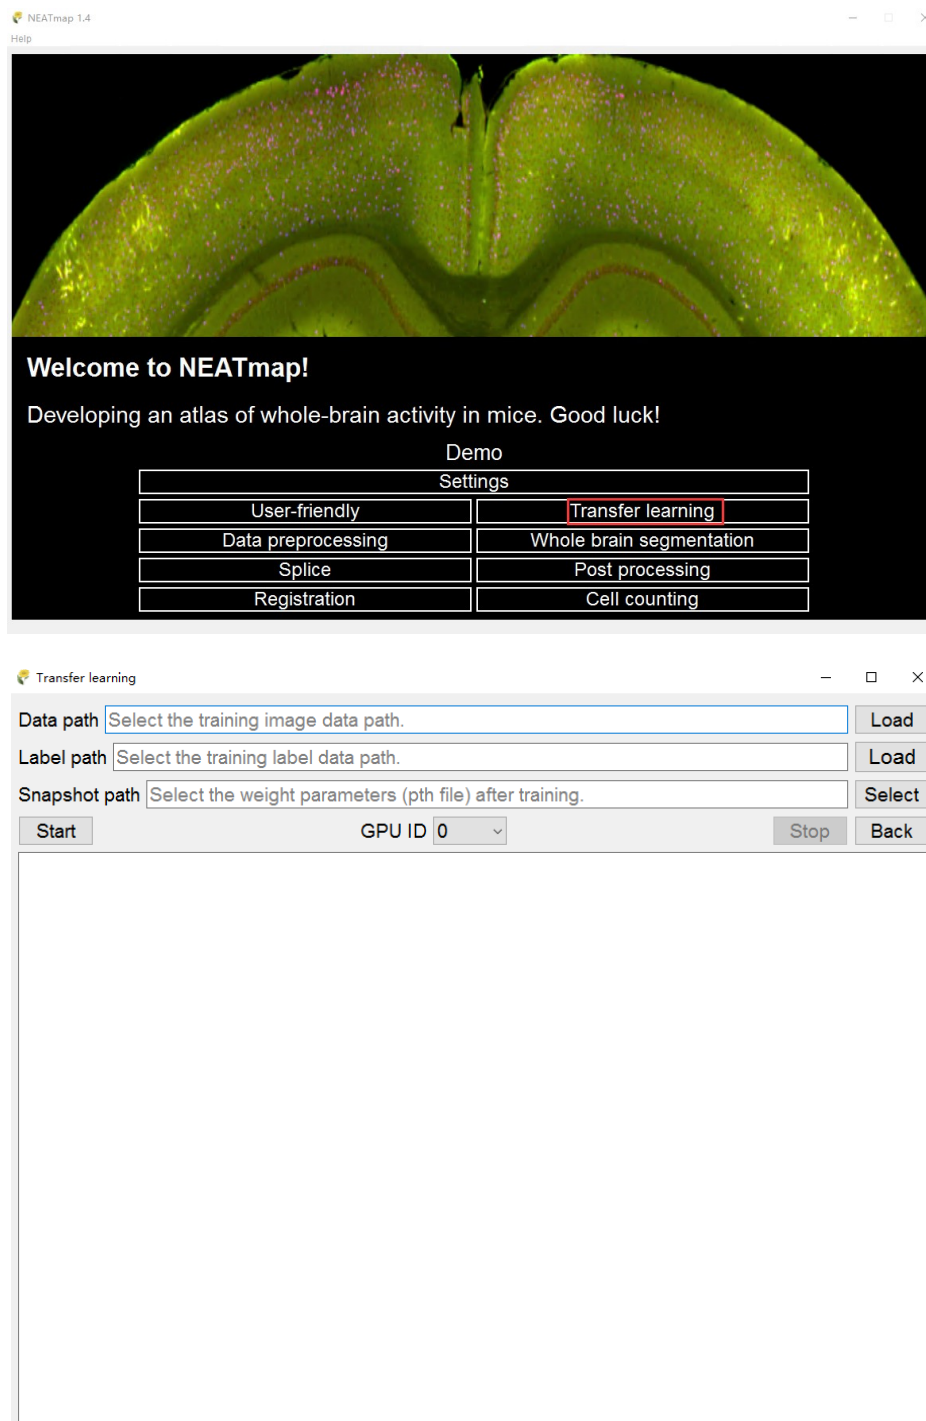 NEATmap 1.4
Help
Welcome to NEATmap!
Developing an atlas of whole-brain activity in mice. Good luck!
Demo
Settings
User-friendly Transfer learning
Data preprocessing Whole brain segmentation
Splice Post processing
Registration Cell counting
Transfer learning
Data path Select the training image data path. Load
Label path Select the training label data path. Load
Snapshot path Select the weight parameters (pth file) after training. Select
Start GPU ID 0 Stop Back